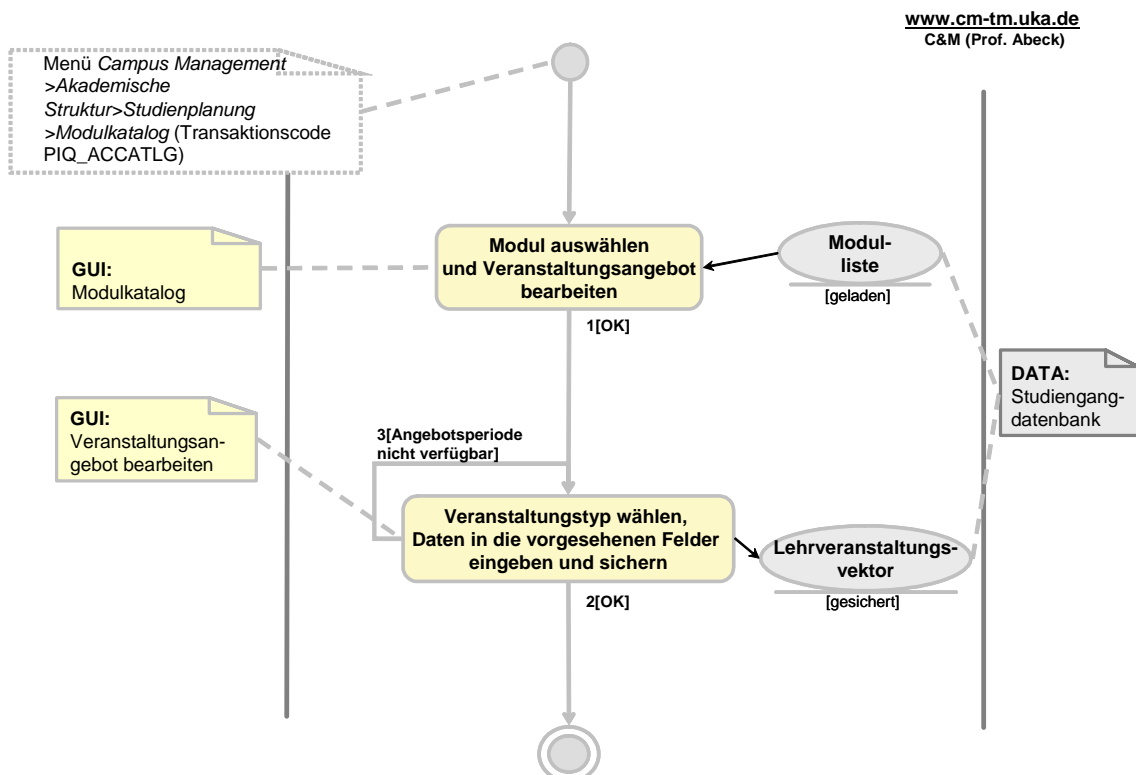 www.cm-tm.uka.de
C&M (Prof. Abeck)
Menü Campus Management
>Akademische
Struktur>Studienplanung
>Modulkatalog (Transaktionscode
PIQ_ACCATLG)
GUI:
Modulkatalog
Modul auswählen
und Veranstaltungsangebot
bearbeiten
Modul-
liste
[geladen]
1[OK]
DATA:
Studiengang-
datenbank
GUI:
Veranstaltungsan-
gebot bearbeiten
3[Angebotsperiode
nicht verfügbar]
Veranstaltungstyp wählen,
Daten in die vorgesehenen Felder
eingeben und sichern
Lehrveranstaltungs-
vektor
[gesichert]
2[OK]